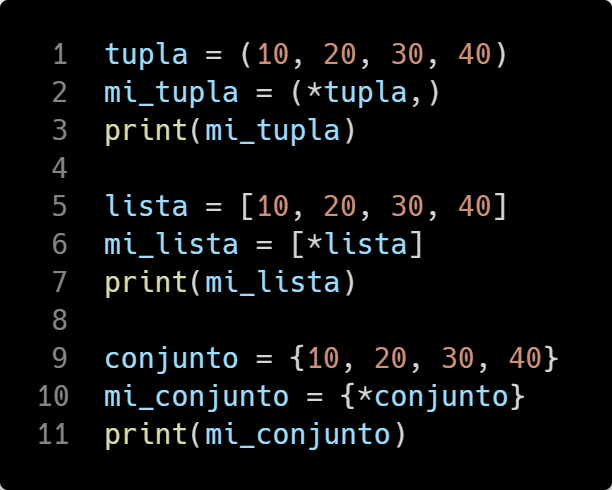 1 tupla = (10, 20, 30, 40)
2 mi_tupla = (*tupla,)
3 print(mi_tupla)
4
5 lista = [10, 20, 30, 40]
6 mi_lista = [*lista]
7 print(mi_lista)
8
9 conjunto = {10, 20, 30, 40}
10 mi_conjunto = {*conjunto}
11 print(mi_conjunto)